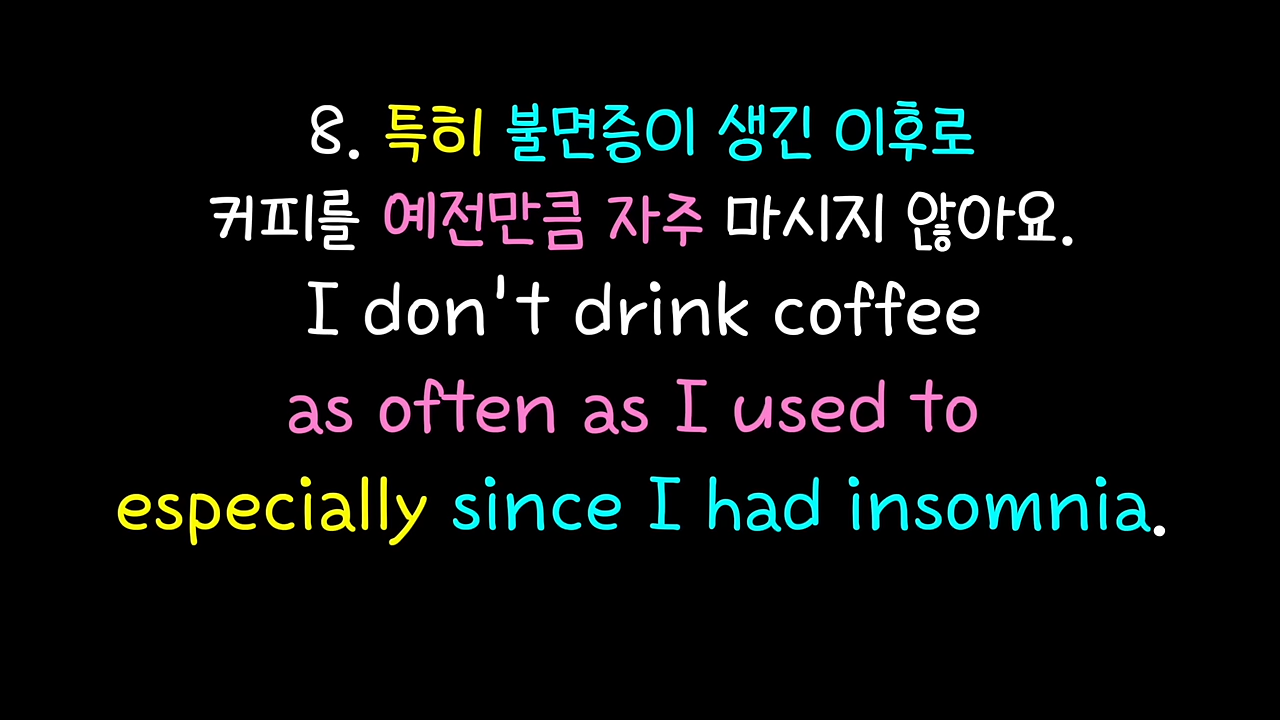 8. 특히 불면증이 생긴 이후로
커피를 예전만큼 자주 마시지 않아요.
I don't drink coffee
as often as I used to
especially since I had insomnia.